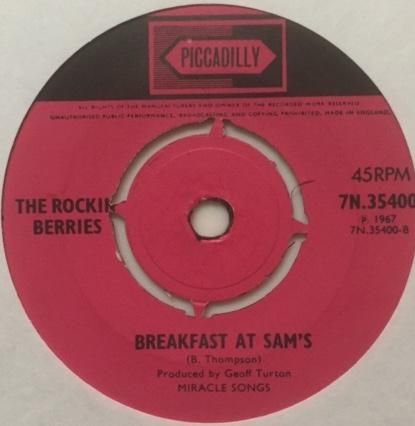 PICCADILLY
ALL RIGHTS OF THE MANUFACTURERS AND OWNER OF THE RECORDED WORK RESERVED
UNAUTHORISED PUBLIC PERFORMANCE, BROADCASTING AND COPYING PROHIBITED. MADE IN ENGLAND.
45RPM
THE ROCKIN
BERRIES
7N.35400
℗ 1967
7N.35400-B
BREAKFAST AT SAM'S
(B. Thompson)
Produced by Geoff Turton
MIRACLE SONGS